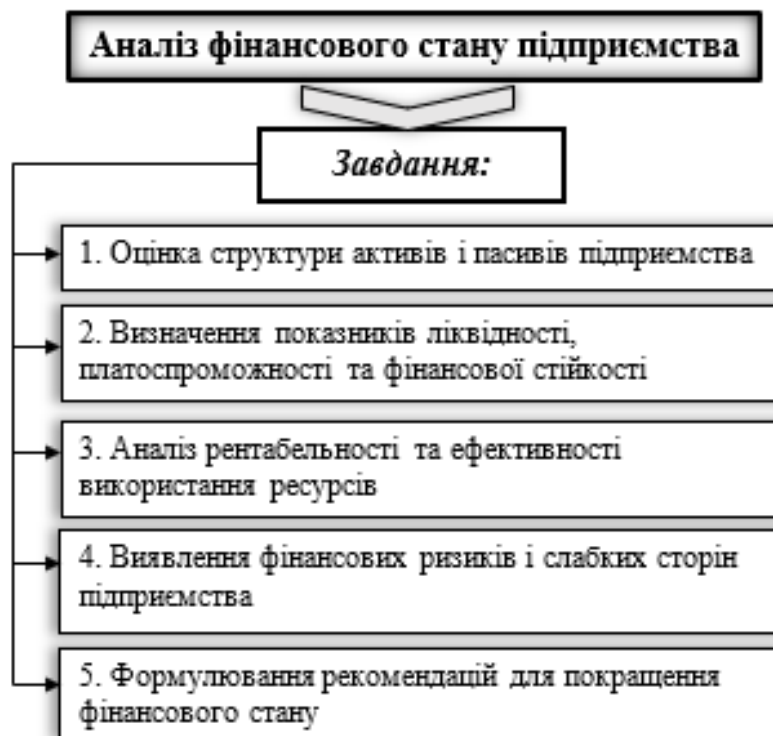 Аналіз фінансового стану підприємства
Завдання:
1. Оцінка структури активів і пасивів підприємства
2. Визначення показників ліквідності,
платоспроможності та фінансової стійкості
3. Аналіз рентабельності та ефективності
використання ресурсів
4. Виявлення фінансових ризиків і слабких сторін
підприємства
5. Формулювання рекомендацій для покращення
фінансового стану